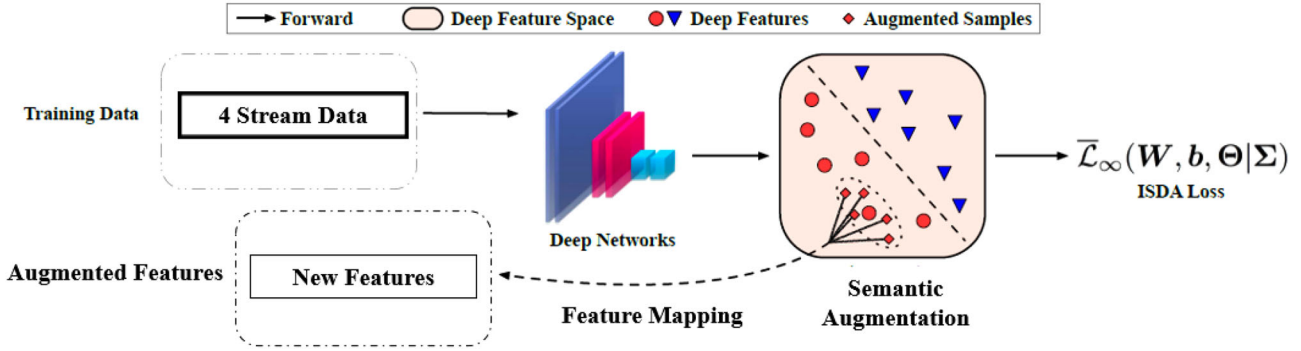 Forward
Deep Feature Space
Deep Features
Augmented Samples
Training Data
4 Stream Data
Deep Networks
$\overline{\mathcal{L}}_{\infty}(\boldsymbol{W}, \boldsymbol{b}, \boldsymbol{\Theta}|\boldsymbol{\Sigma})$
ISDA Loss
Augmented Features
New Features
Feature Mapping
Semantic
Augmentation